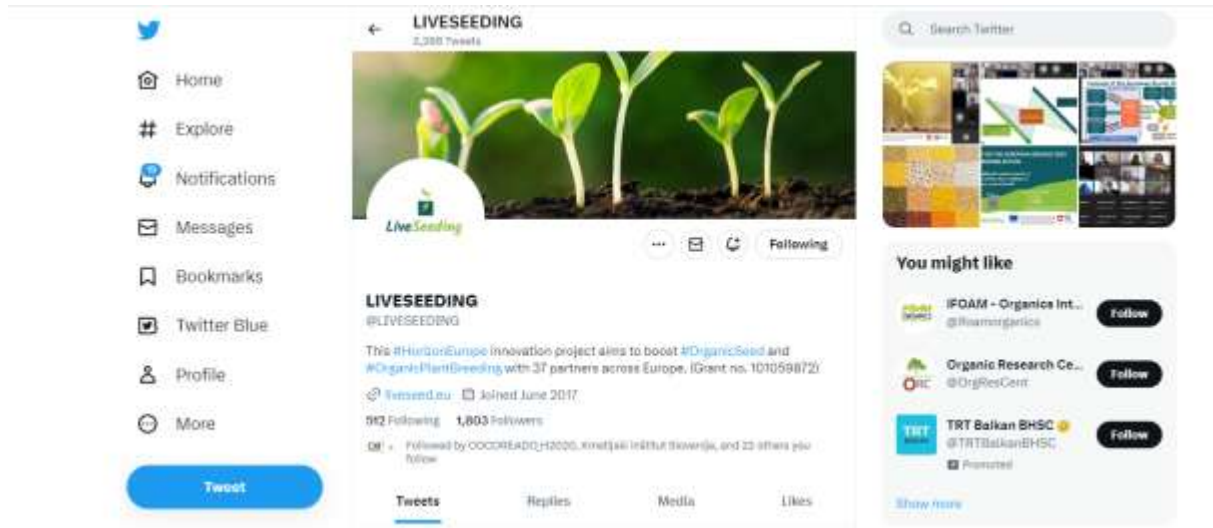 LIVESEEDING
Tweets
Home
Explore
Notifications
Messages
Bookmarks
Twitter Blue
Profile
More
Tweet
LiveSeeding
Following
LIVESEEDING
@LIVESEEDING
This #HorizonEurope innovation project aims to boost #OrganicSeed and
#OrganicPlantBreeding with 37 partners across Europe. (Grant no. 101059872)
liveseed.eu Joined June 2017
512 Following 1,803 Followers
Followed by COCOREADO_H2020, Kmetijski inštitut Slovenije, and 22 others you
follow
Tweets Replies Media Likes
Search Twitter
You might like
IFOAM - Organics Int...
Follow
Organic Research Ce...
@OrgResCent
Follow
TRT
TRT Balkan BHSC
@TRTBalkanBHSC
Follow
Promoted
Show more